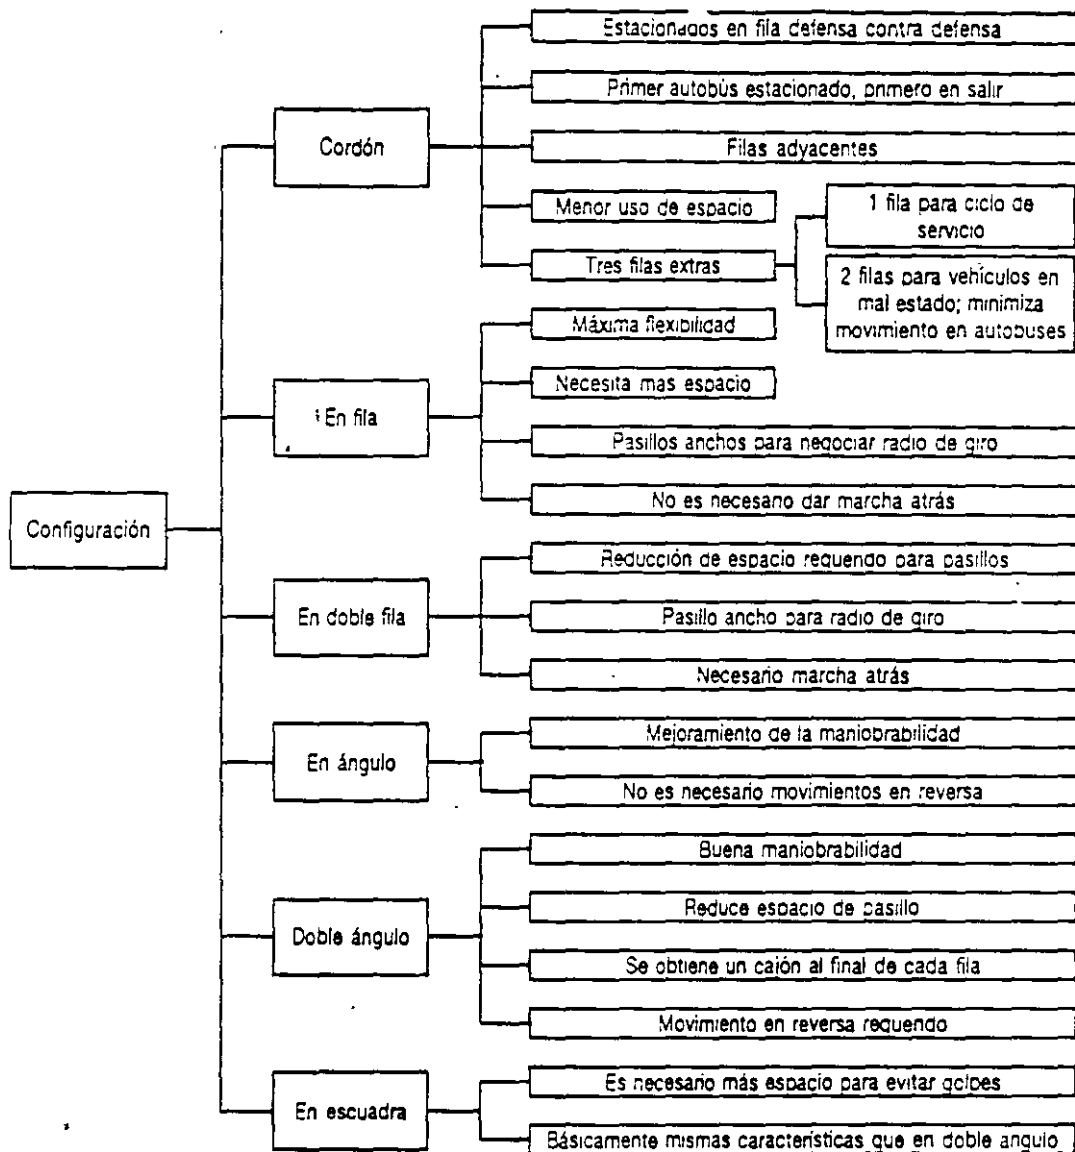 Configuración
Cordón
Estacionados en fila defensa contra defensa
Primer autobús estacionado, primero en salir
Filas adyacentes
Menor uso de espacio
Tres filas extras
1 fila para ciclo de
servicio
2 filas para vehículos en
mal estado; minimiza
movimiento en autobuses
En fila
Máxima flexibilidad
Necesita mas espacio
Pasillos anchos para negociar radio de giro
No es necesario dar marcha atrás
En doble fila
Reducción de espacio requendo para pasillos
Pasillo ancho para radio de giro
Necesario marcha atrás
En ángulo
Mejoramiento de la maniobrabilidad
No es necesario movimientos en reversa
Doble ángulo
Buena maniobrabilidad
Reduce espacio de pasillo
Se obtiene un cajón al final de cada fila
Movimiento en reversa requendo
En escuadra
Es necesario más espacio para evitar golpes
Básicamente mismas características que en doble angulo